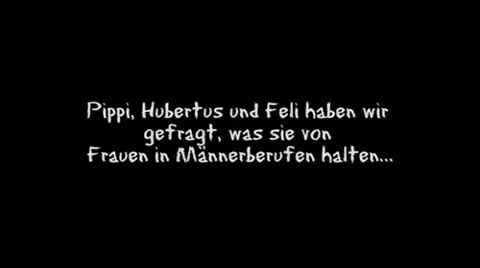 Pippi, Hubertus und Feli haben wir
gefragt, was sie von
Frauen in Männerberufen halten...